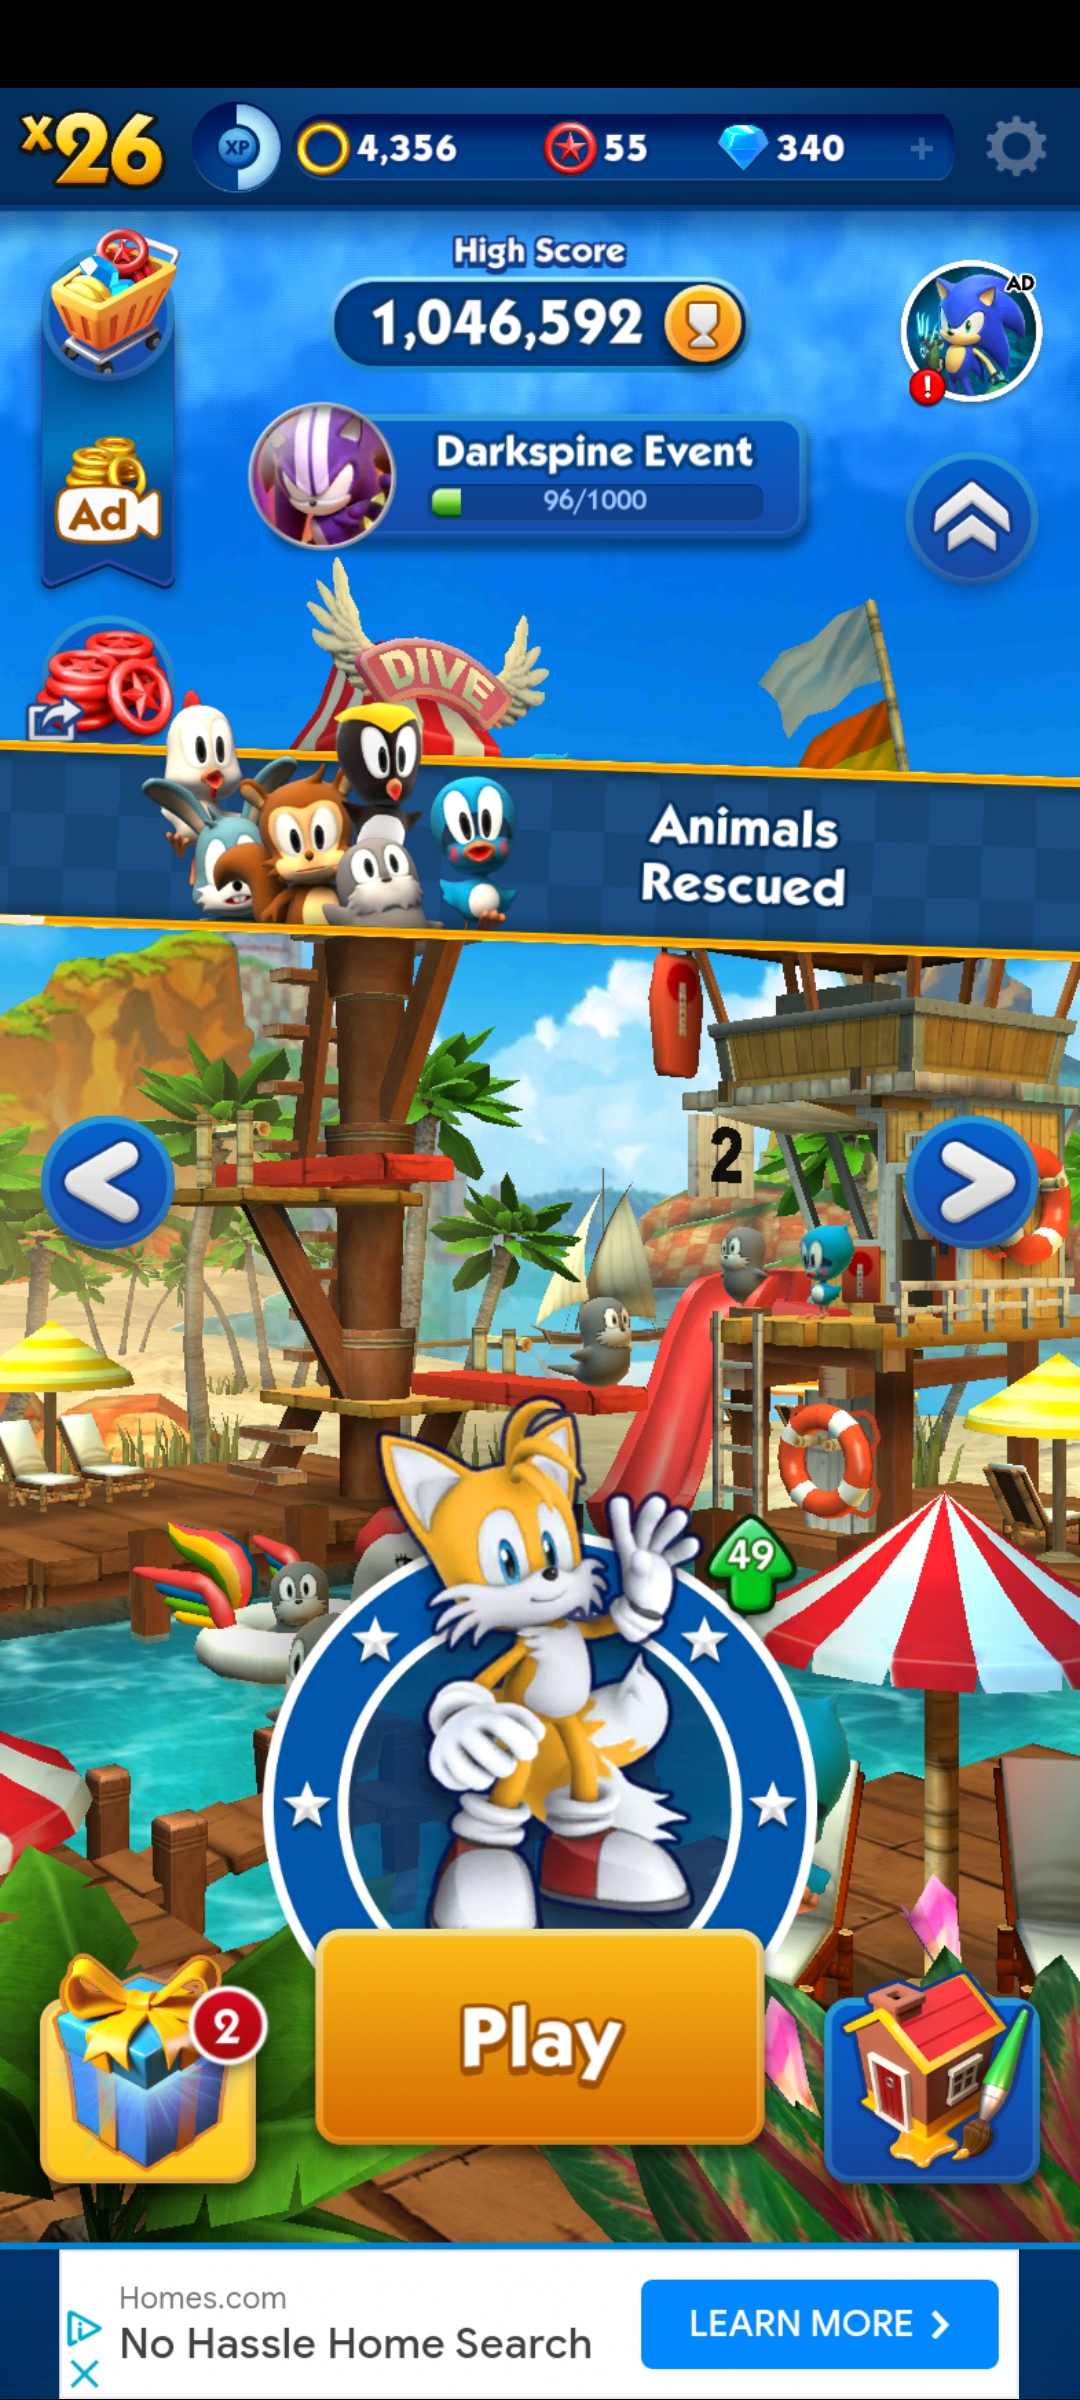 x26
XP
4,356
55
340
+
High Score
1,046,592
AD
!
Darkspine Event
96/1000
Ad
DIVE
Animals
Rescued
RESCUE
2
49
2
Play
Homes.com
No Hassle Home Search
LEARN MORE